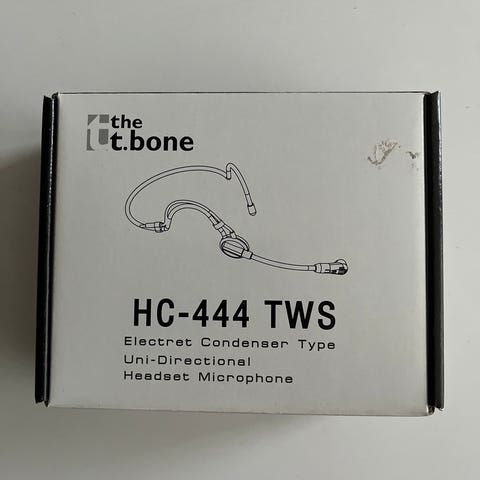 the
t.bone
HC-444 TWS
Electret Condenser Type
Uni-Directional
Headset Microphone